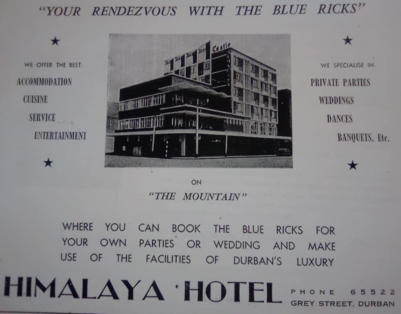 "YOUR RENDEZVOUS WITH THE BLUE RICKS"
WE OFFER THE BEST
ACCOMMODATION
CUISINE
SERVICE
ENTERTAINMENT
Castle
WE SPECIALISE IN
PRIVATE PARTIES
WEDDINGS
DANCES
BANQUETS, Etc.
ON
"THE MOUNTAIN"
WHERE YOU CAN BOOK THE BLUE RICKS FOR
YOUR OWN PARTIES OR WEDDING AND MAKE
USE OF THE FACILITIES OF DURBAN'S LUXURY
HIMALAYA HOTEL
PHONE 65522
GREY STREET, DURBAN